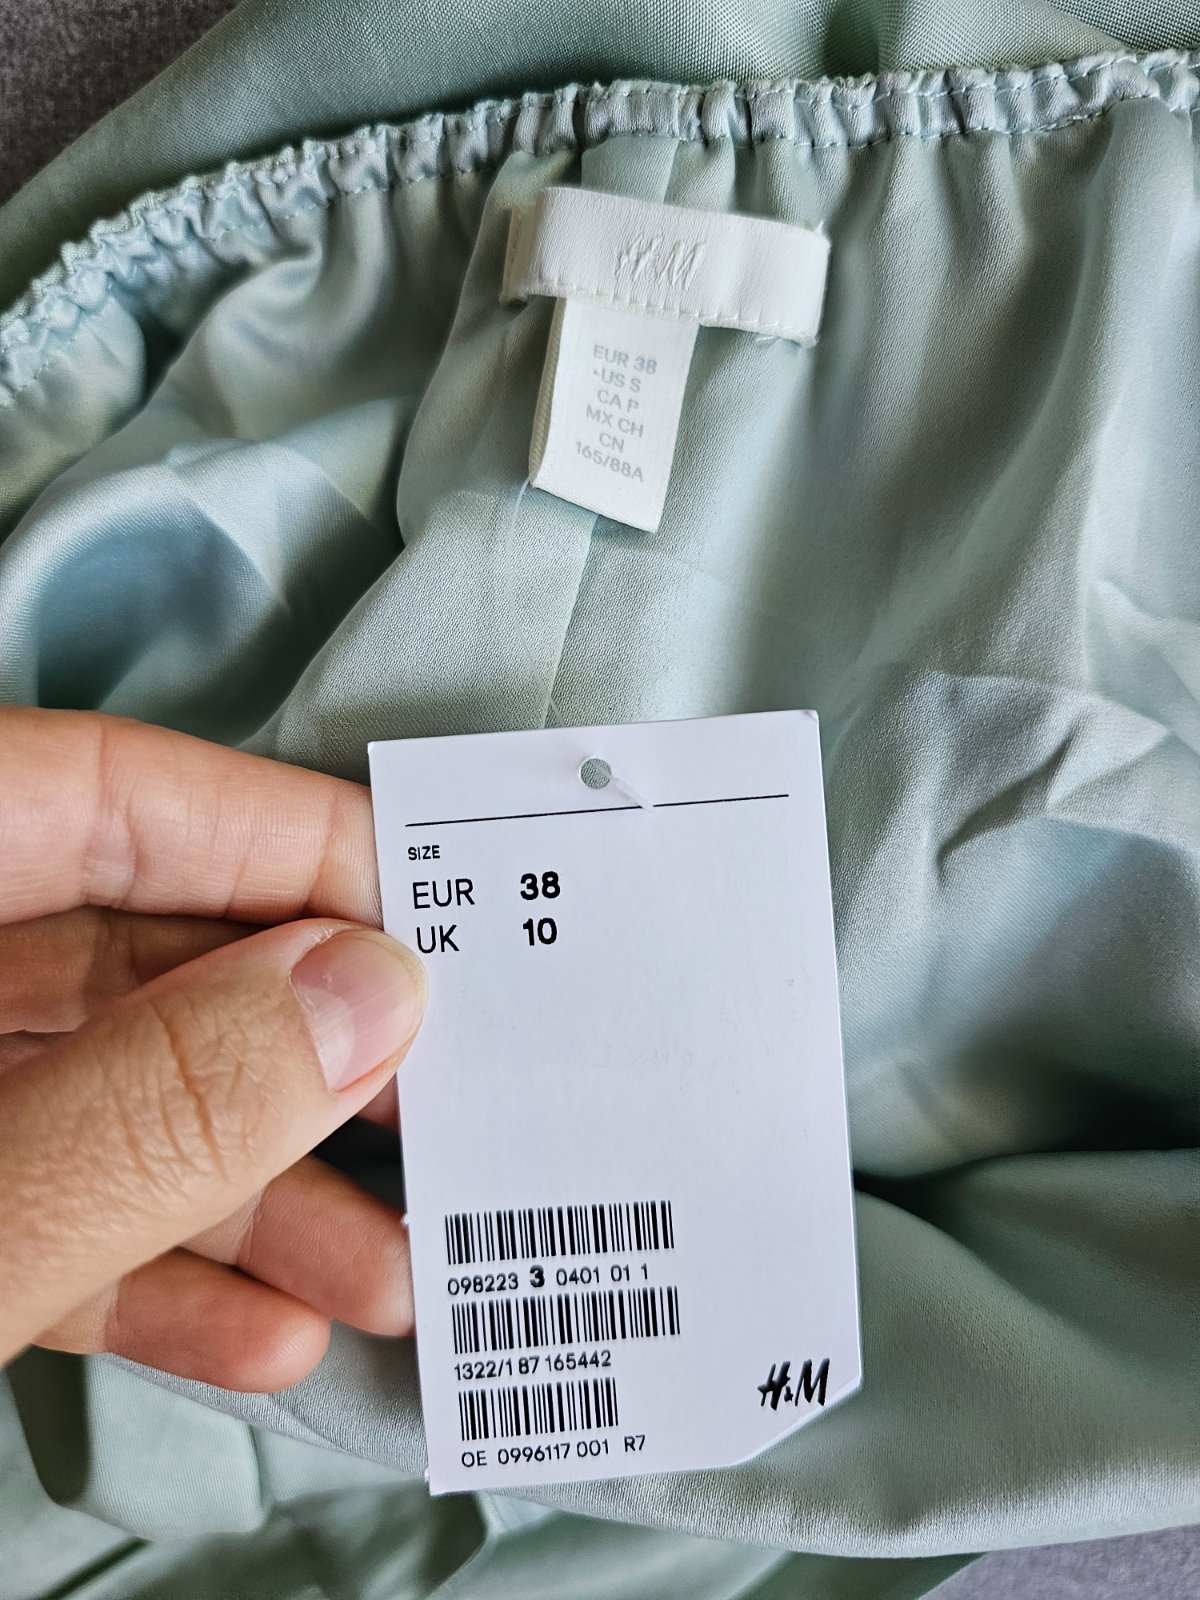 H&M
EUR 38
US S
CA P
MX CH
CN
165/88A
SIZE
EUR 38
UK 10
098223 3 0401 01 1
1322/1 87 165442
OE 0996117 001 R7
H&M